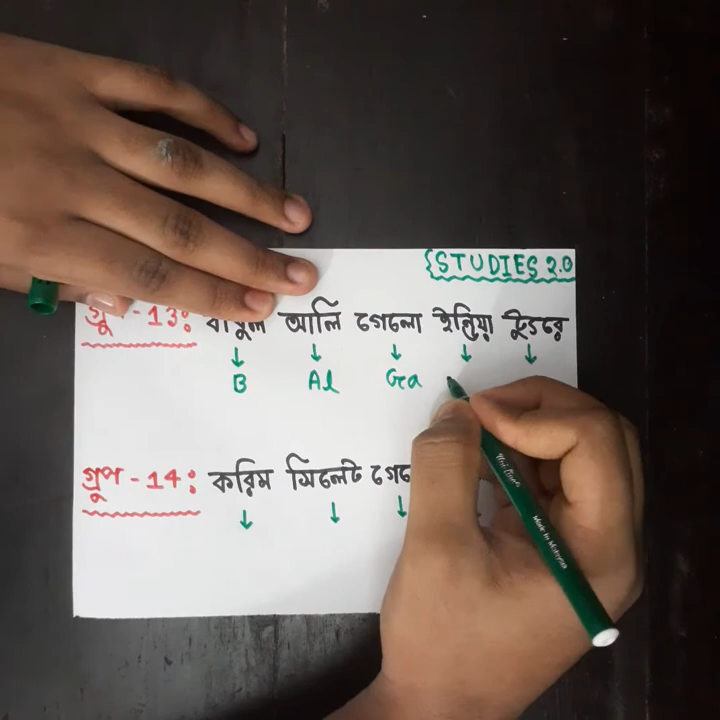 {STUDIES 2.0
গ্রুপ -13: বাবুল আলি গেলো ইন্ডিয়া ট্যুরে
↓ ↓ ↓ ↓ ↓
B Al Ga
গ্রুপ -14: করিম সিলেট গে
↓ ↓ ↓